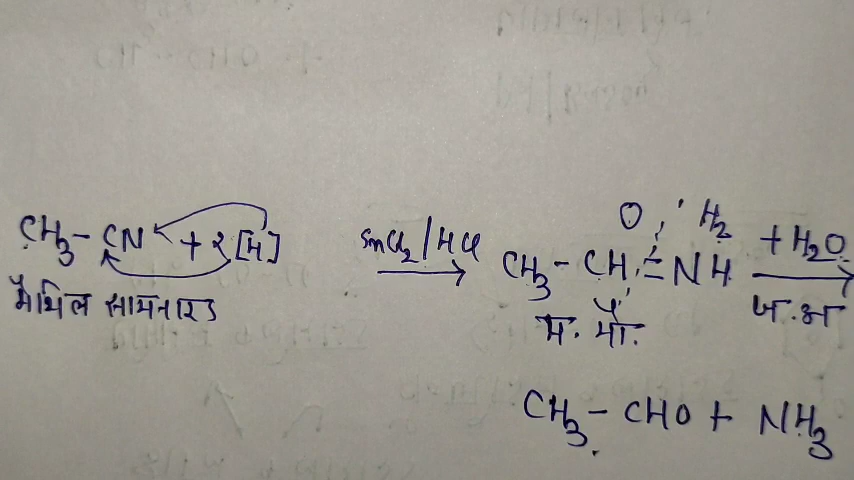 O H₂
CH₃ - CN + 2[H] SnCl₂/HCl CH₃ - CH = NH + H₂O
मैथिल सायनाइड म. यौ. ज.अ
CH₃ - CHO + NH₃